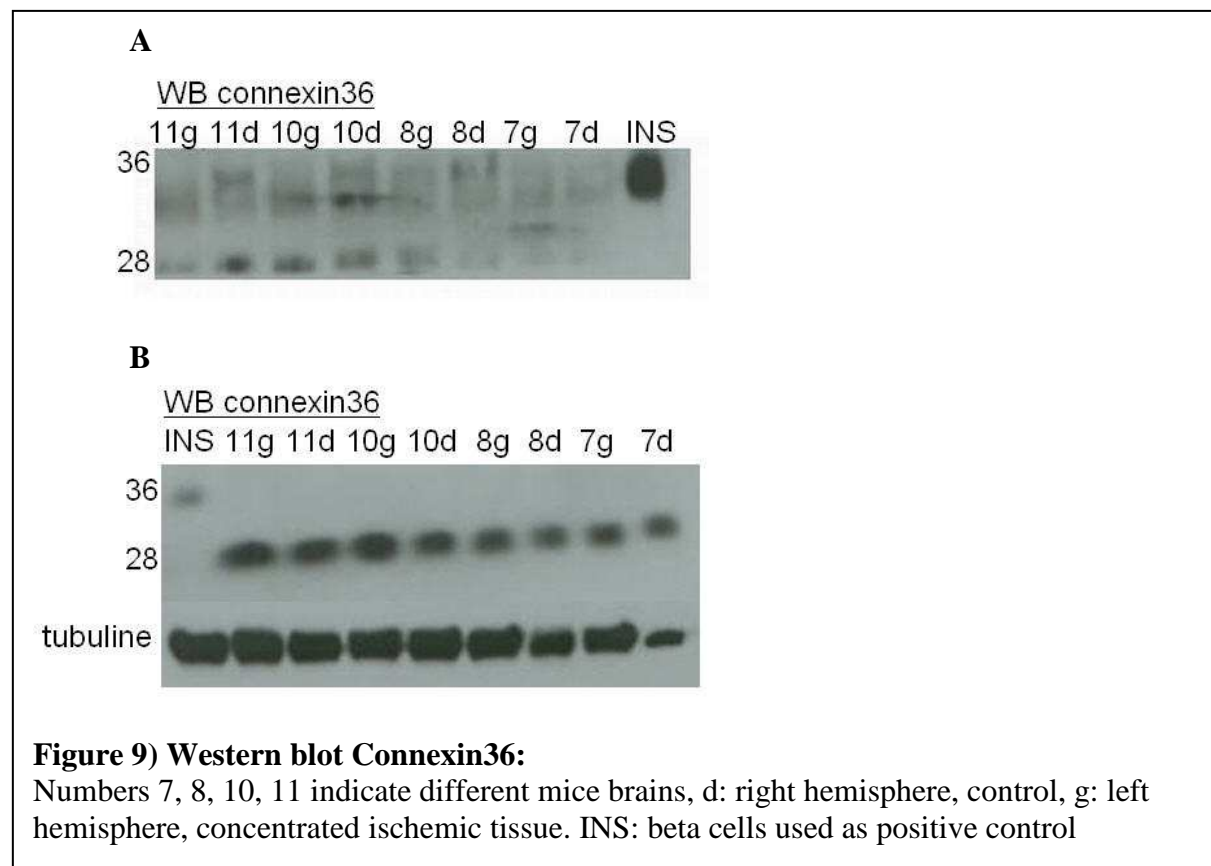 A
WB connexin36
11g 11d 10g 10d 8g 8d 7g 7d INS
36
28
B
WB connexin36
INS 11g 11d 10g 10d 8g 8d 7g 7d
36
28
tubuline
Figure 9) Western blot Connexin36:
Numbers 7, 8, 10, 11 indicate different mice brains, d: right hemisphere, control, g: left
hemisphere, concentrated ischemic tissue. INS: beta cells used as positive control